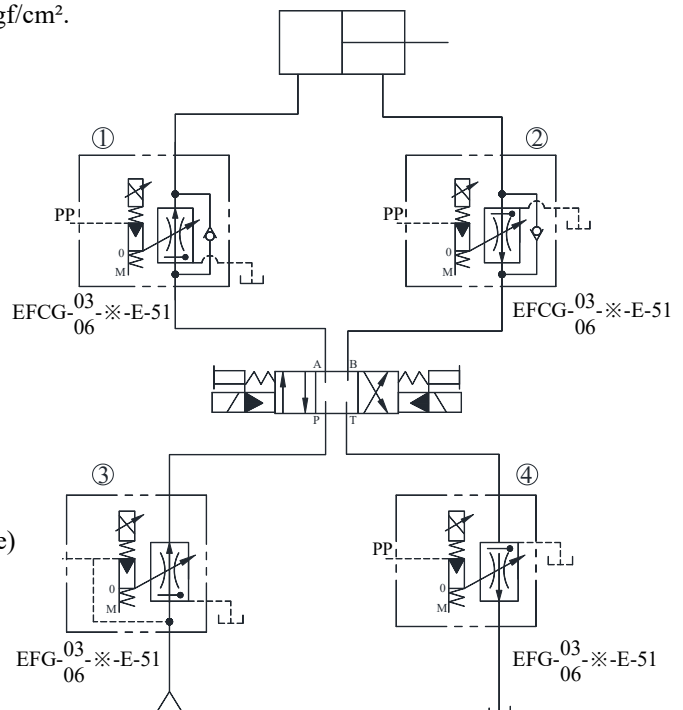 gf/cm².
①
②
PP
0
M
PP
0
M
EFCG-03/06-※-E-51
EFCG-03/06-※-E-51
A
B
P
T
③
④
e)
0
M
PP
0
M
EFG-03/06-※-E-51
EFG-03/06-※-E-51